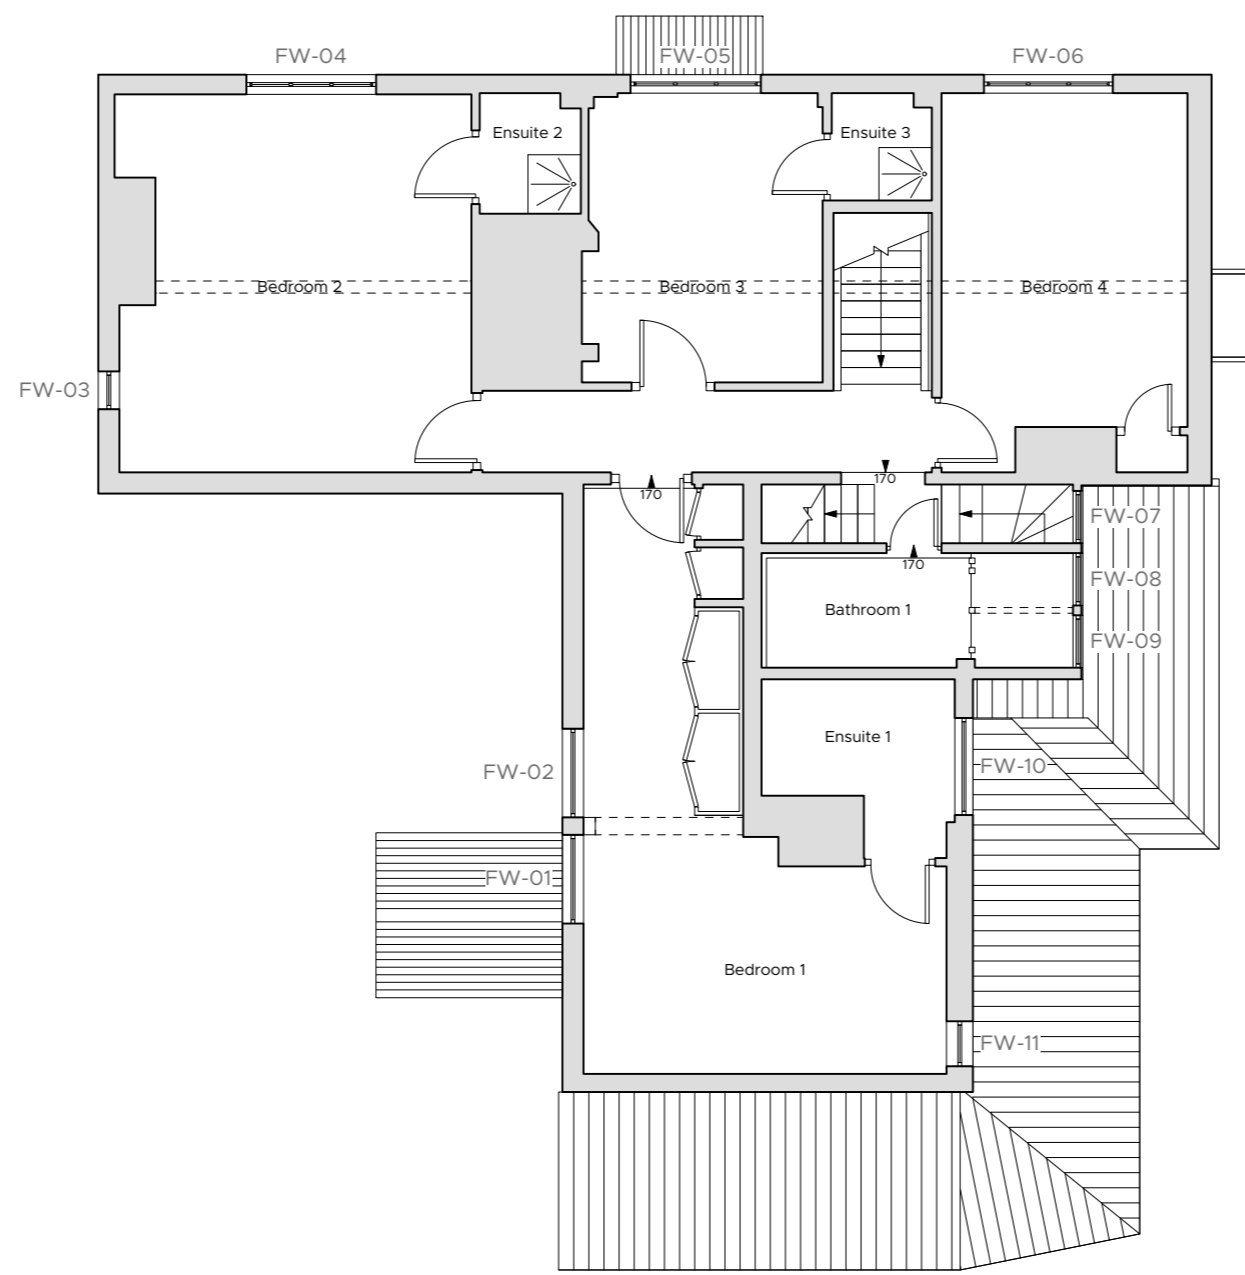 FW-04
FW-05
FW-06
Ensuite 2
Ensuite 3
Bedroom 2
Bedroom 3
Bedroom 4
FW-03
170
170
FW-07
170
FW-08
Bathroom 1
FW-09
Ensuite 1
FW-02
FW-10
FW-01
Bedroom 1
FW-11